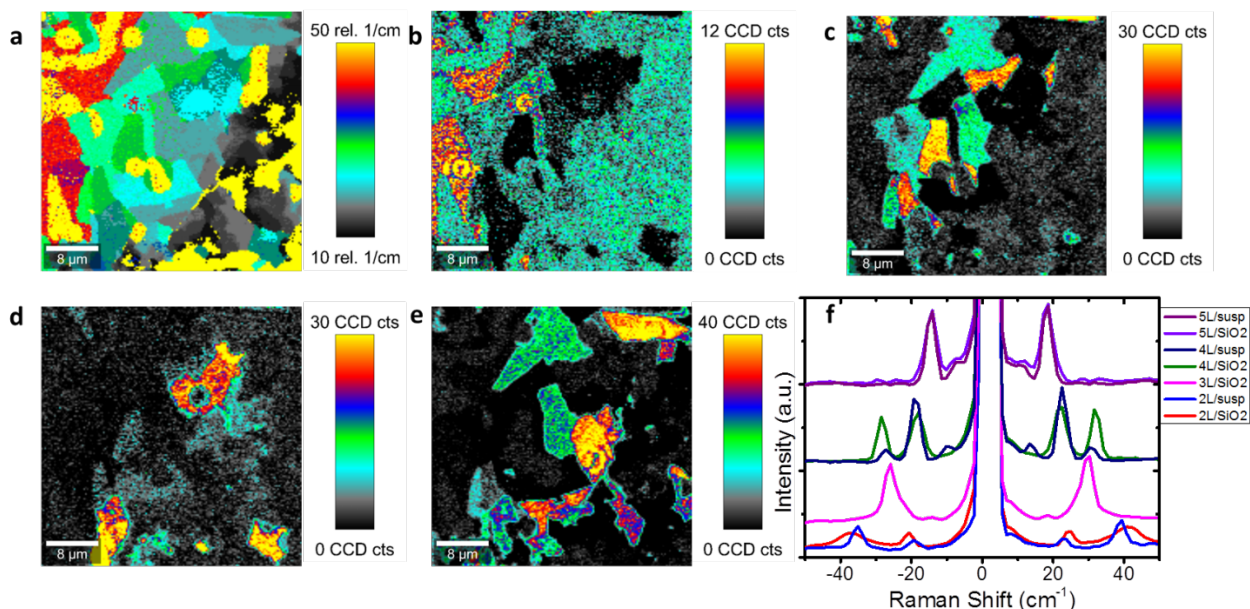 a
50 rel. 1/cm
8 µm
10 rel. 1/cm
b
12 CCD cts
8 µm
0 CCD cts
c
30 CCD cts
8 µm
0 CCD cts
d
30 CCD cts
8 µm
0 CCD cts
e
40 CCD cts
8 µm
0 CCD cts
f
5L/susp
5L/SiO2
4L/susp
4L/SiO2
3L/SiO2
2L/susp
2L/SiO2
Intensity (a.u.)
-40 -20 0 20 40
Raman Shift (cm⁻¹)